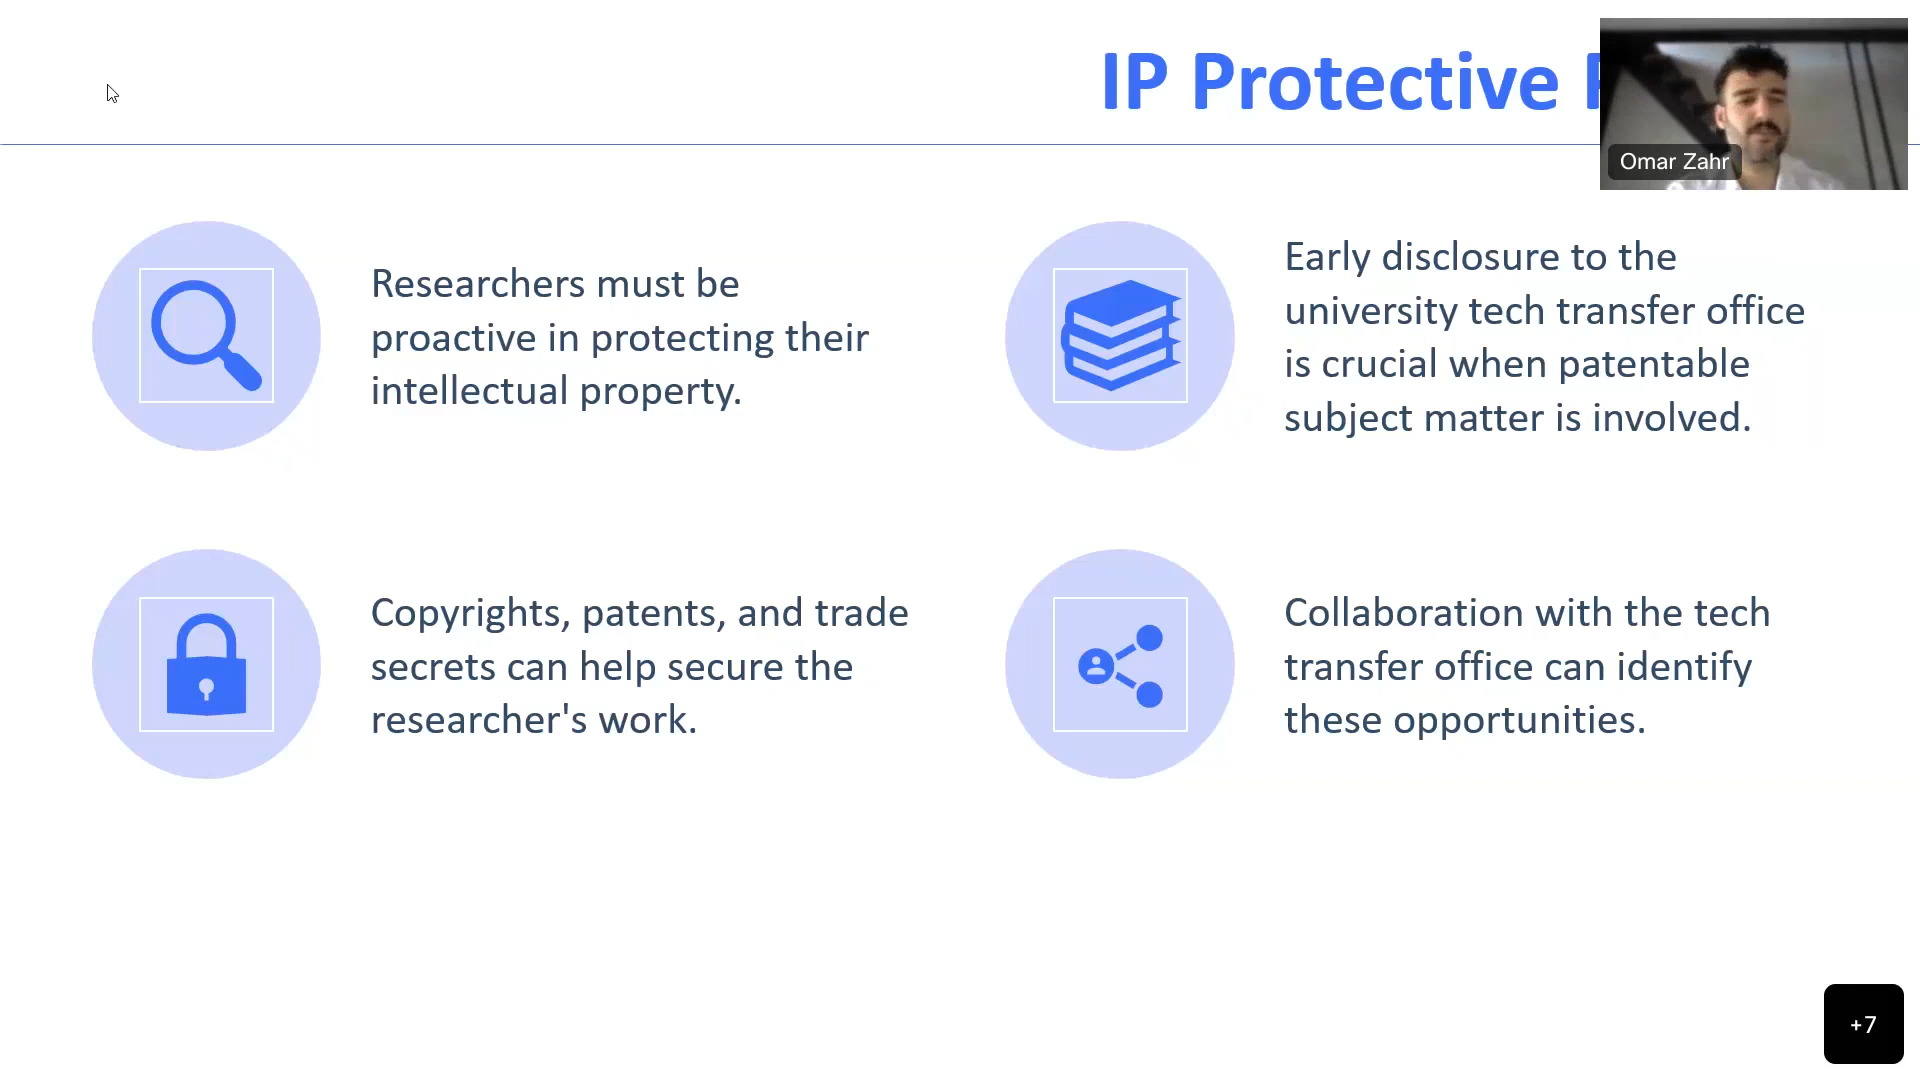 IP Protective
Omar Zahr
Researchers must be
proactive in protecting their
intellectual property.
Early disclosure to the
university tech transfer office
is crucial when patentable
subject matter is involved.
Copyrights, patents, and trade
secrets can help secure the
researcher's work.
Collaboration with the tech
transfer office can identify
these opportunities.
+7